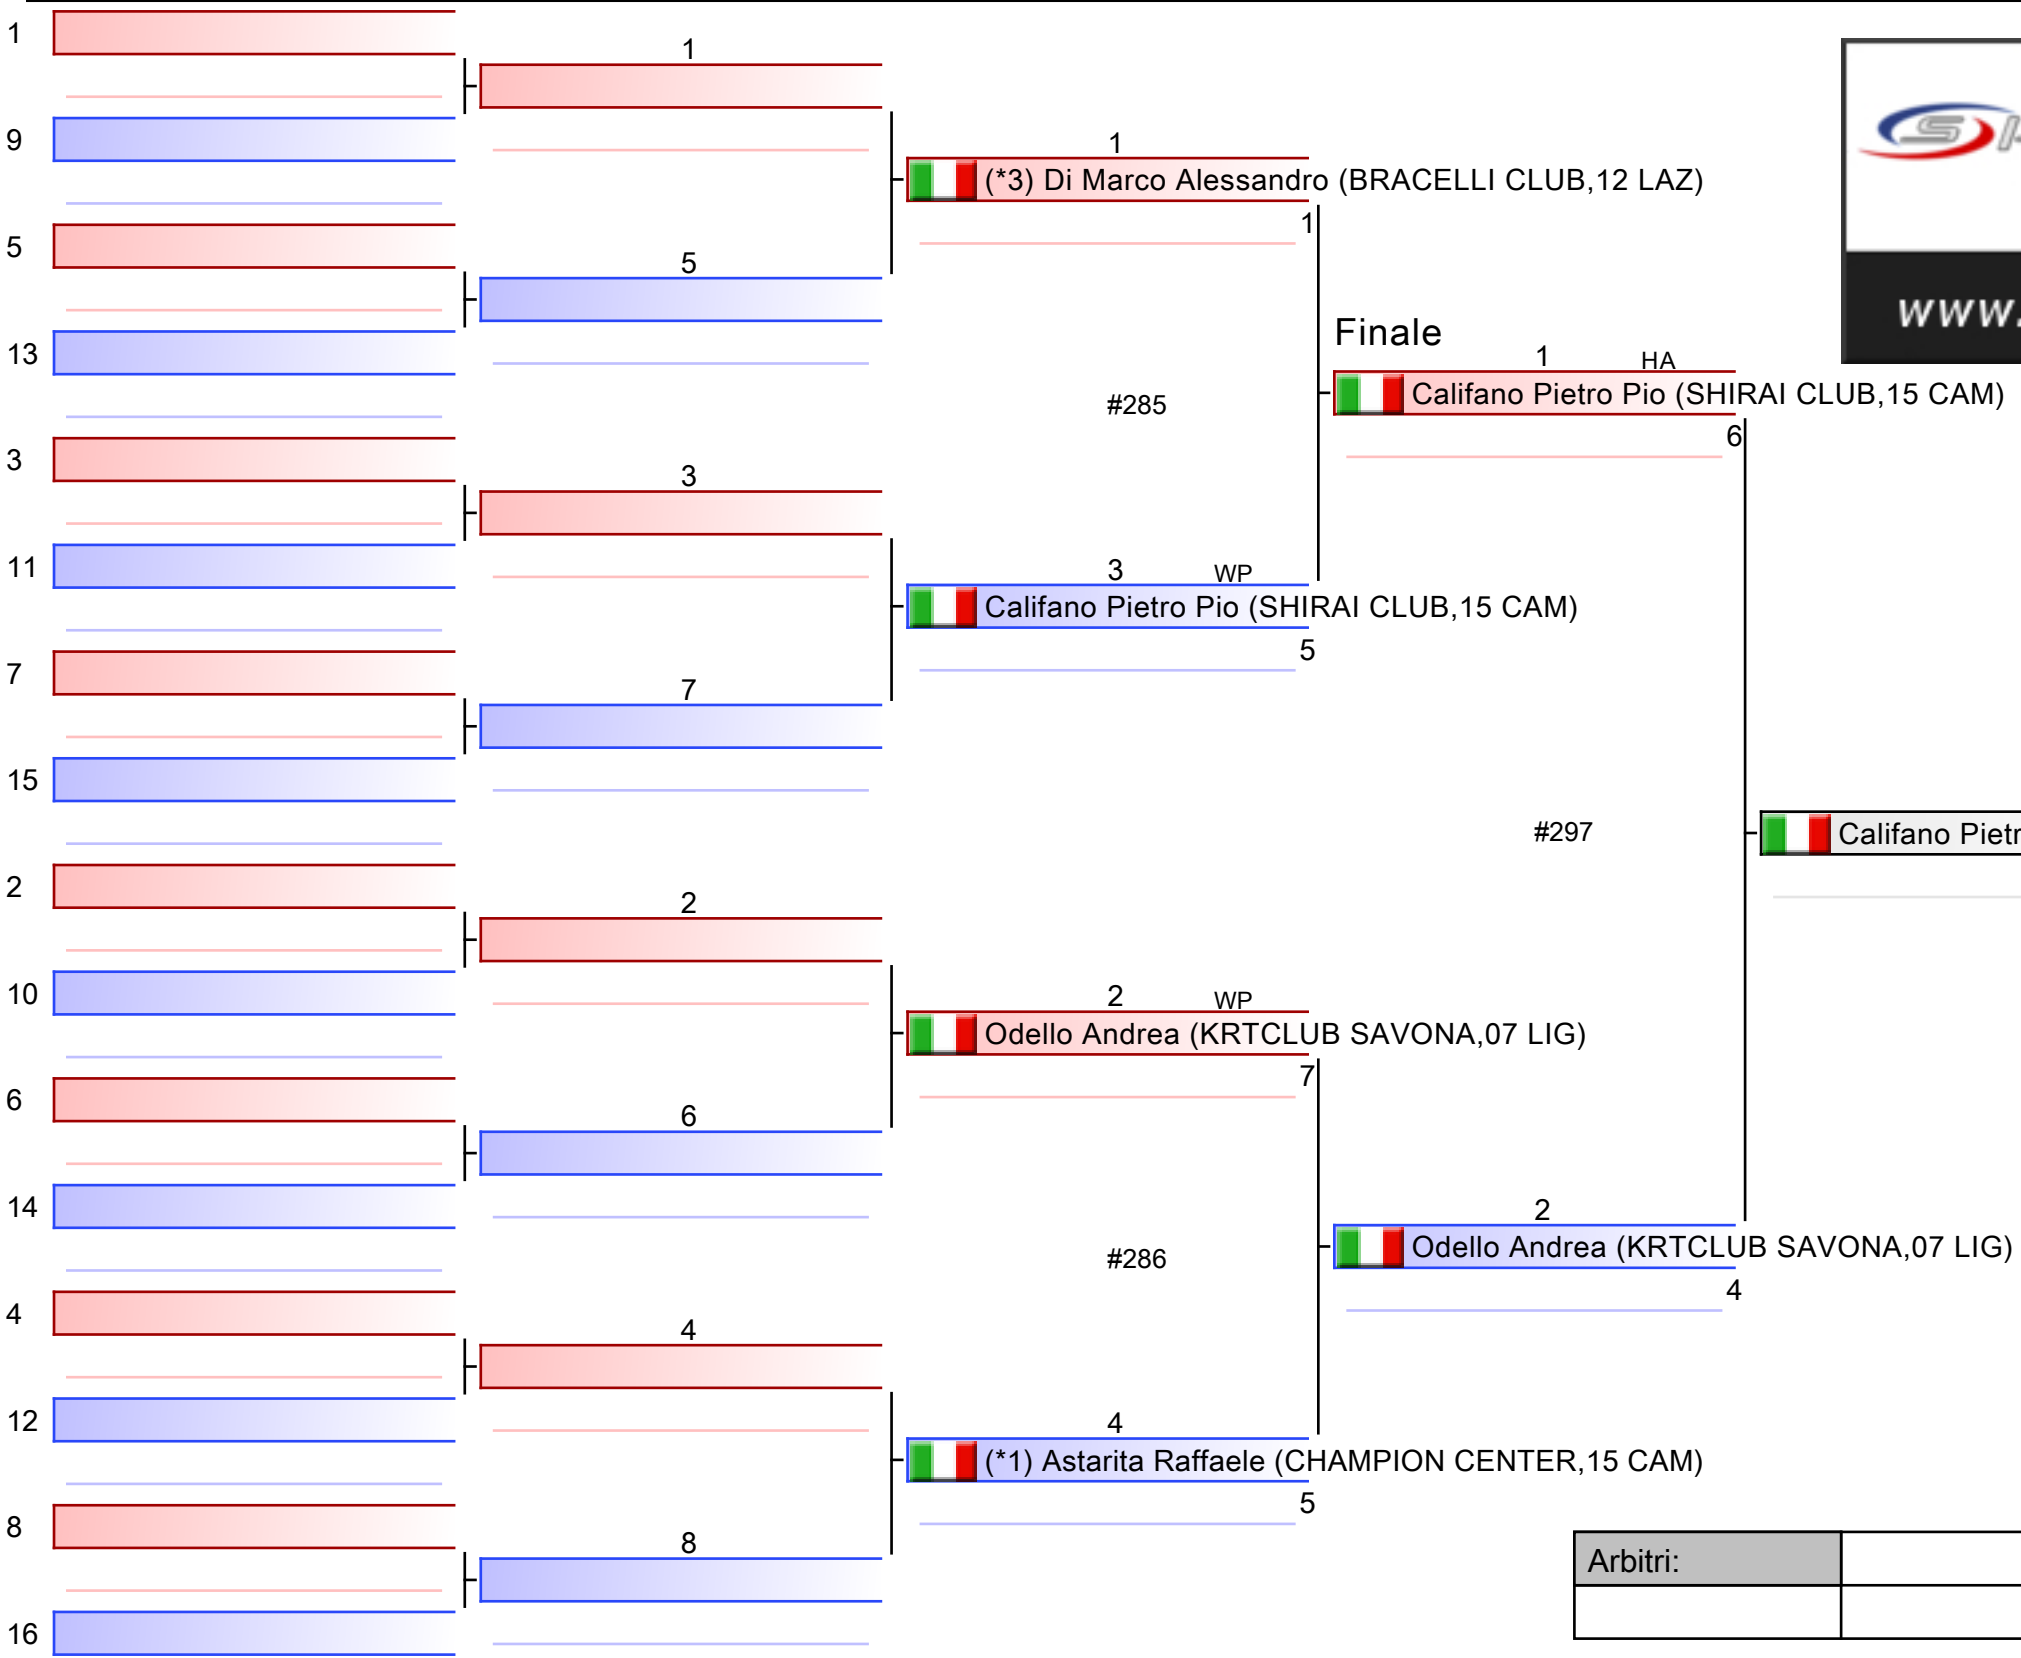 1
1
9
1
(*3) Di Marco Alessandro (BRACELLI CLUB,12 LAZ)
1
5
5
13
Finale
1 HA
Califano Pietro Pio (SHIRAI CLUB,15 CAM)
6
#285
3
3
11
3 WP
Califano Pietro Pio (SHIRAI CLUB,15 CAM)
5
7
7
15
#297
Califano Pietr
2
2
10
2 WP
Odello Andrea (KRTCLUB SAVONA,07 LIG)
7
6
6
14
2
Odello Andrea (KRTCLUB SAVONA,07 LIG)
4
#286
4
4
12
4
(*1) Astarita Raffaele (CHAMPION CENTER,15 CAM)
5
8
8
16
Arbitri:
S
www.